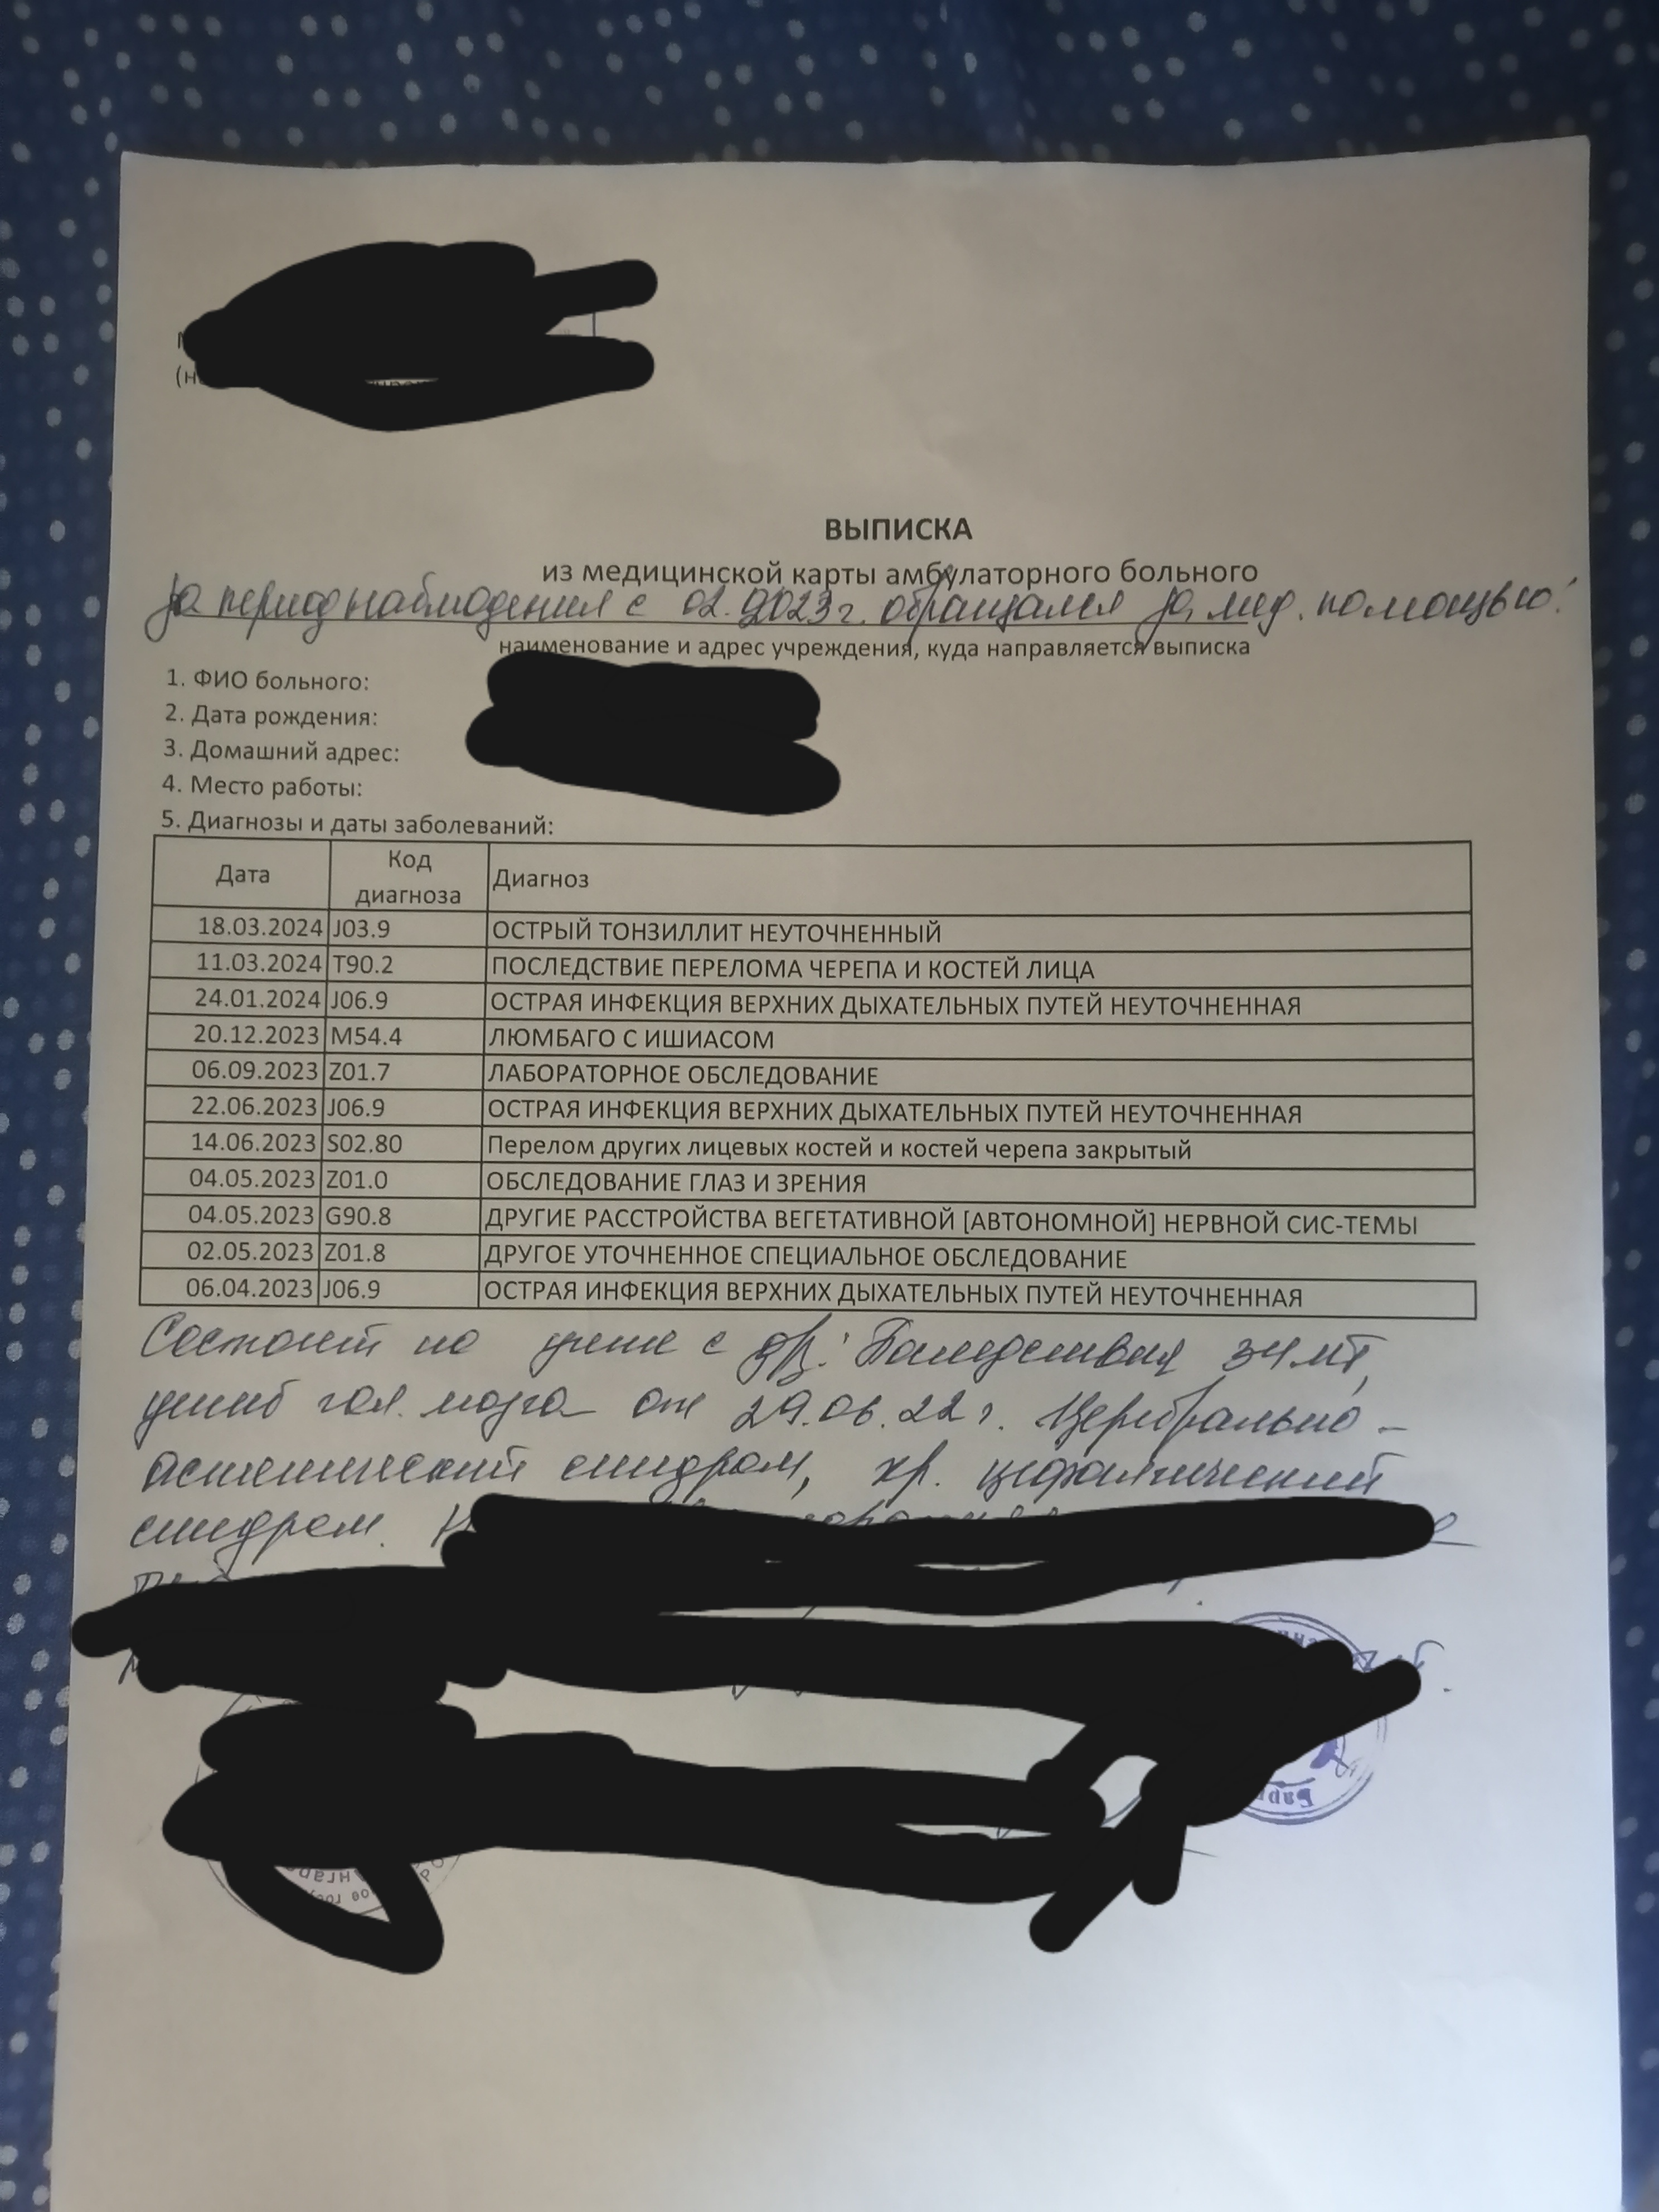 ВЫПИСКА
из медицинской карты амбулаторного больного
За период наблюдения с 02.2023 г. обращался за мед. помощью:
наименование и адрес учреждения, куда направляется выписка
1. ФИО больного:
2. Дата рождения:
3. Домашний адрес:
4. Место работы:
5. Диагнозы и даты заболеваний:
Дата Код диагноза Диагноз
18.03.2024 J03.9 ОСТРЫЙ ТОНЗИЛЛИТ НЕУТОЧНЕННЫЙ
11.03.2024 T90.2 ПОСЛЕДСТВИЕ ПЕРЕЛОМА ЧЕРЕПА И КОСТЕЙ ЛИЦА
24.01.2024 J06.9 ОСТРАЯ ИНФЕКЦИЯ ВЕРХНИХ ДЫХАТЕЛЬНЫХ ПУТЕЙ НЕУТОЧНЕННАЯ
20.12.2023 M54.4 ЛЮМБАГО С ИШИАСОМ
06.09.2023 Z01.7 ЛАБОРАТОРНОЕ ОБСЛЕДОВАНИЕ
22.06.2023 J06.9 ОСТРАЯ ИНФЕКЦИЯ ВЕРХНИХ ДЫХАТЕЛЬНЫХ ПУТЕЙ НЕУТОЧНЕННАЯ
14.06.2023 S02.80 Перелом других лицевых костей и костей черепа закрытый
04.05.2023 Z01.0 ОБСЛЕДОВАНИЕ ГЛАЗ И ЗРЕНИЯ
04.05.2023 G90.8 ДРУГИЕ РАССТРОЙСТВА ВЕГЕТАТИВНОЙ [АВТОНОМНОЙ] НЕРВНОЙ СИС-ТЕМЫ
02.05.2023 Z01.8 ДРУГОЕ УТОЧНЕННОЕ СПЕЦИАЛЬНОЕ ОБСЛЕДОВАНИЕ
06.04.2023 J06.9 ОСТРАЯ ИНФЕКЦИЯ ВЕРХНИХ ДЫХАТЕЛЬНЫХ ПУТЕЙ НЕУТОЧНЕННАЯ
Состоит на учете с Дз: Последствия ЗЧМТ,
ушиб гол. мозга от 29.06.22 г. Церебрально-
астенический синдром, хр. цефалгический
синдром.